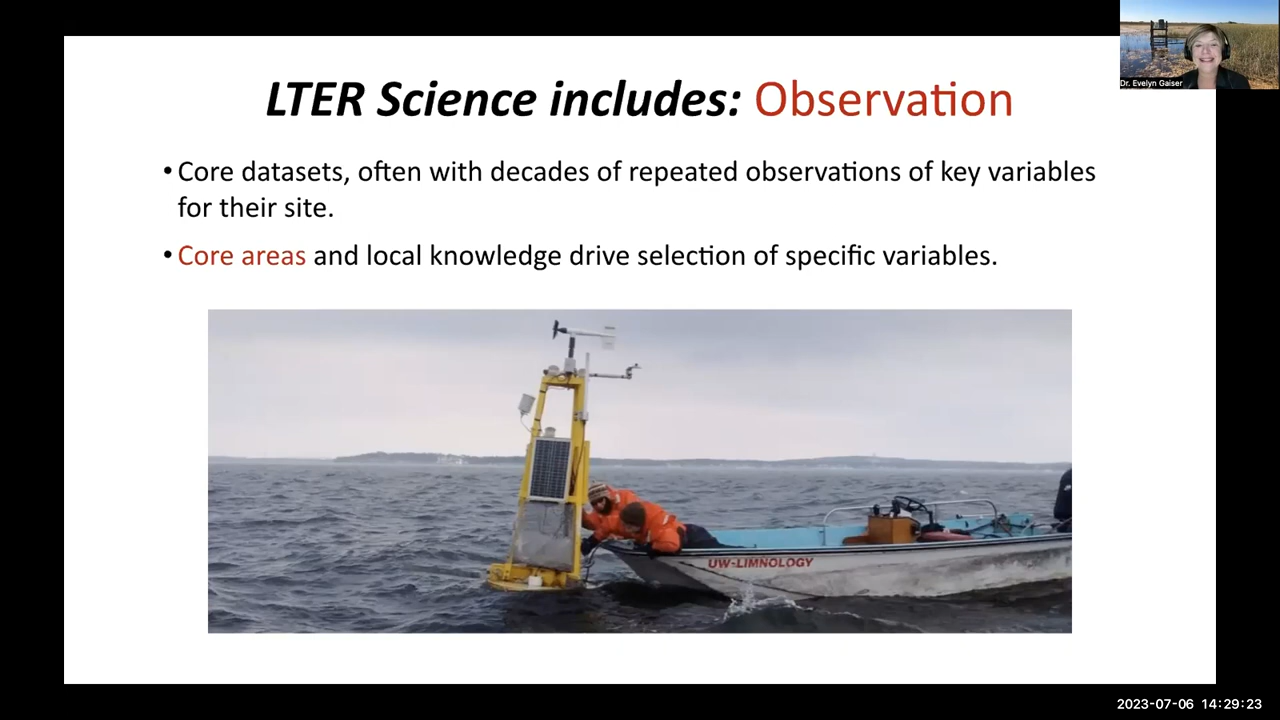 Dr. Evelyn Gaiser
LTER Science includes: Observation
• Core datasets, often with decades of repeated observations of key variables
for their site.
• Core areas and local knowledge drive selection of specific variables.
UW-LIMNOLOGY
2023-07-06 14:29:23